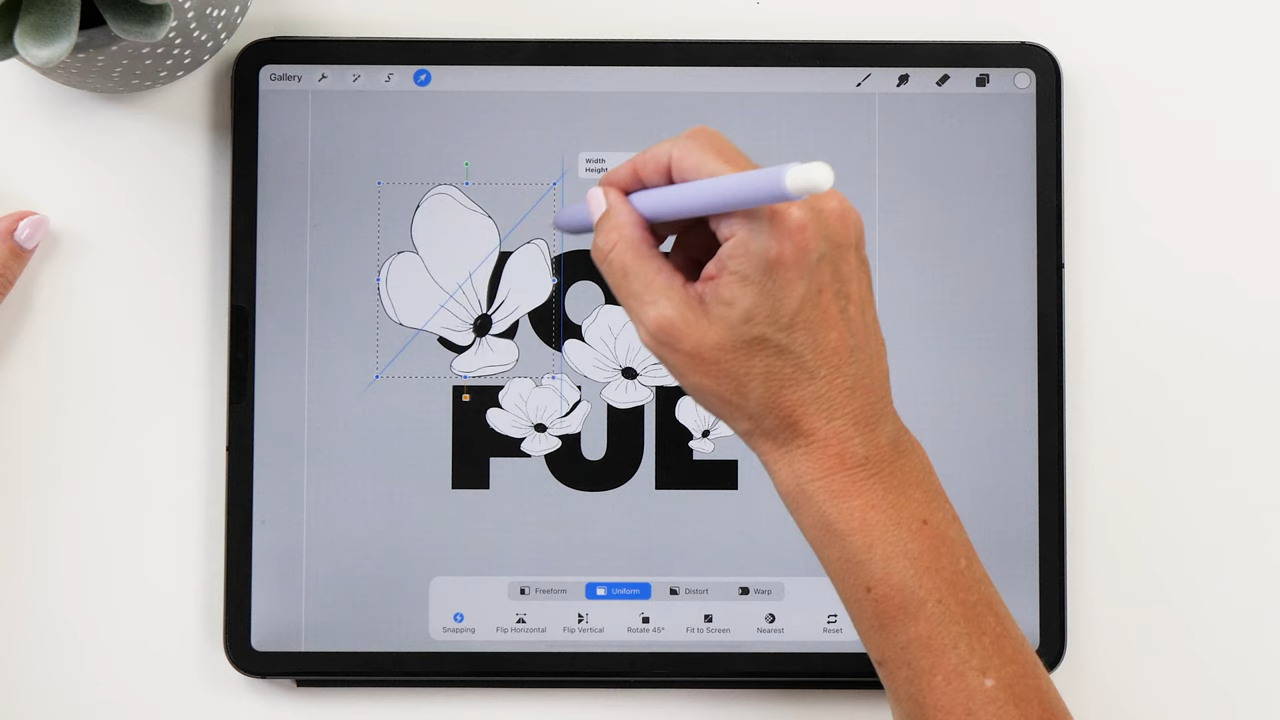 Gallery
Width
Height
FUL
Freeform
Uniform
Distort
Warp
Snapping
Flip Horizontal
Flip Vertical
Rotate 45°
Fit to Screen
Nearest
Reset